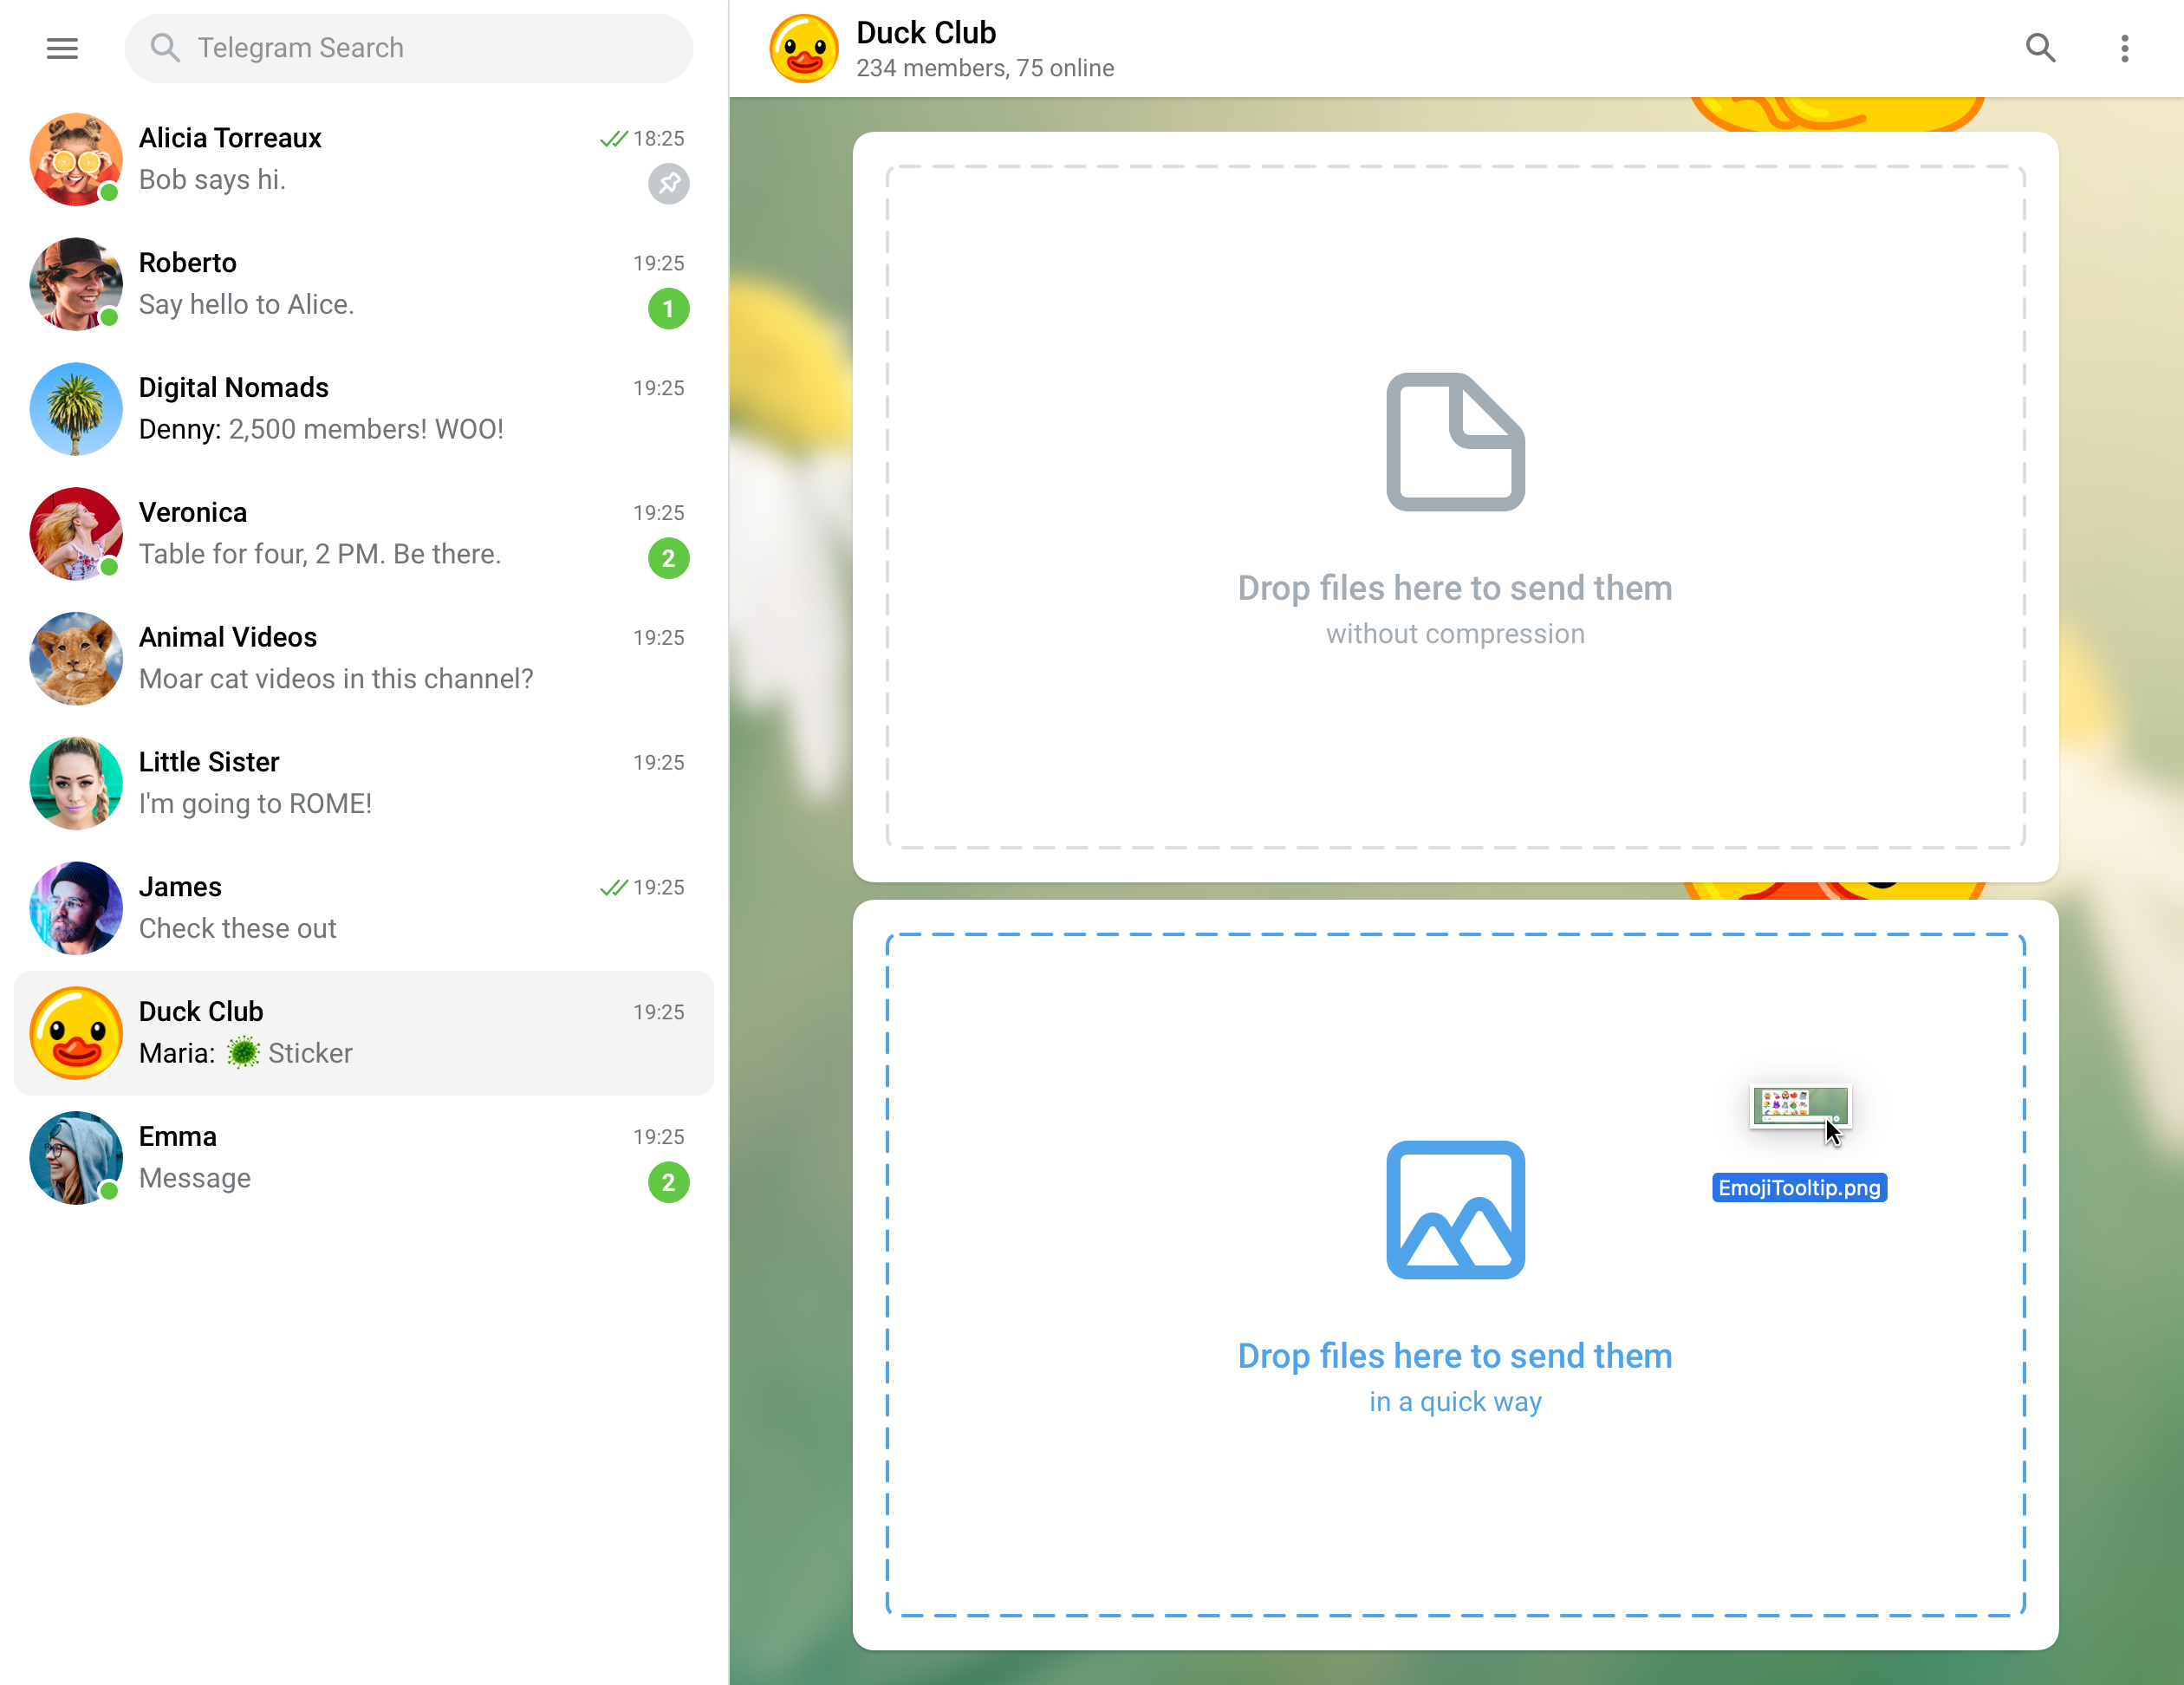 Telegram Search
Alicia Torreaux 18:25
Bob says hi.
Roberto 19:25
Say hello to Alice. 1
Digital Nomads 19:25
Denny: 2,500 members! WOO!
Veronica 19:25
Table for four, 2 PM. Be there. 2
Animal Videos 19:25
Moar cat videos in this channel?
Little Sister 19:25
I'm going to ROME!
James 19:25
Check these out
Duck Club 19:25
Maria: Sticker
Emma 19:25
Message 2
Duck Club
234 members, 75 online
Drop files here to send them
without compression
EmojiTooltip.png
Drop files here to send them
in a quick way